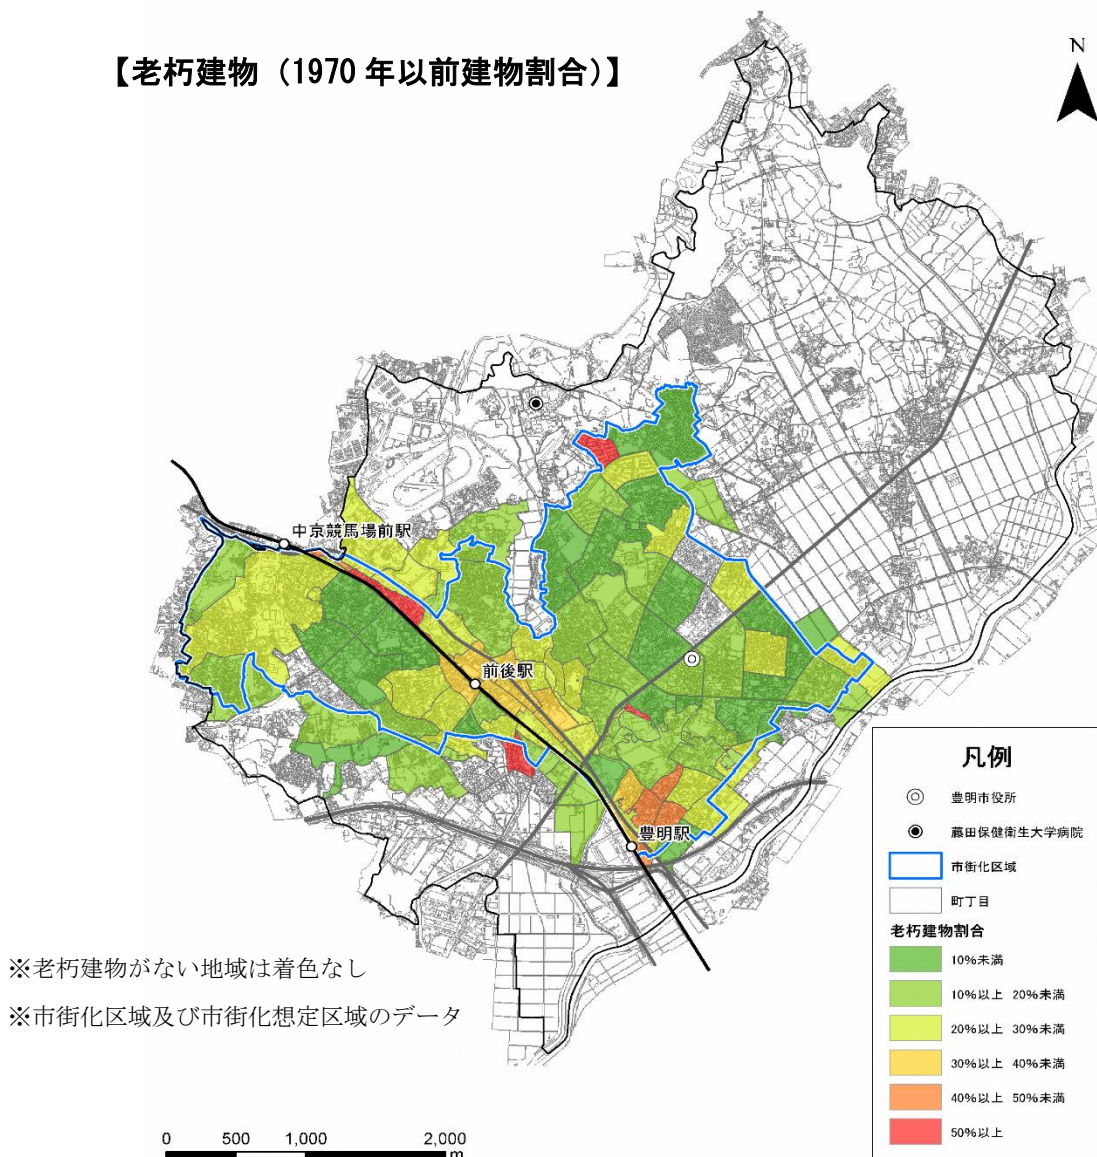 【老朽建物（1970年以前建物割合）】
N
中京競馬場前駅
前後駅
豊明駅
凡例
豊明市役所
藤田保健衛生大学病院
市街化区域
町丁目
老朽建物割合
10%未満
10%以上 20%未満
20%以上 30%未満
30%以上 40%未満
40%以上 50%未満
50%以上
※老朽建物がない地域は着色なし
※市街化区域及び市街化想定区域のデータ
0 500 1,000 2,000
m